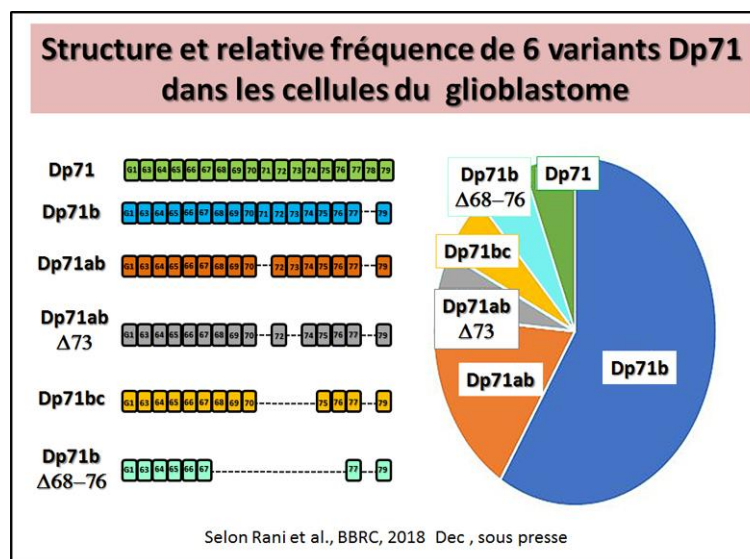 Structure et relative fréquence de 6 variants Dp71
dans les cellules du glioblastome
Dp71
G1 63 64 65 66 67 68 69 70 71 72 73 74 75 76 77 78 79
Dp71b
G1 63 64 65 66 67 68 69 70 71 72 73 74 75 76 77 79
Dp71ab
G1 63 64 65 66 67 68 69 70 72 73 74 75 76 77 79
Dp71ab
Δ73
G1 63 64 65 66 67 68 69 70 72 74 75 76 77 79
Dp71bc
G1 63 64 65 66 67 68 69 70 75 76 77 79
Dp71b
Δ68–76
G1 63 64 65 66 67 77 79
Dp71b
Δ68–76
Dp71
Dp71bc
Dp71ab
Δ73
Dp71ab
Dp71b
Selon Rani et al., BBRC, 2018 Dec , sous presse